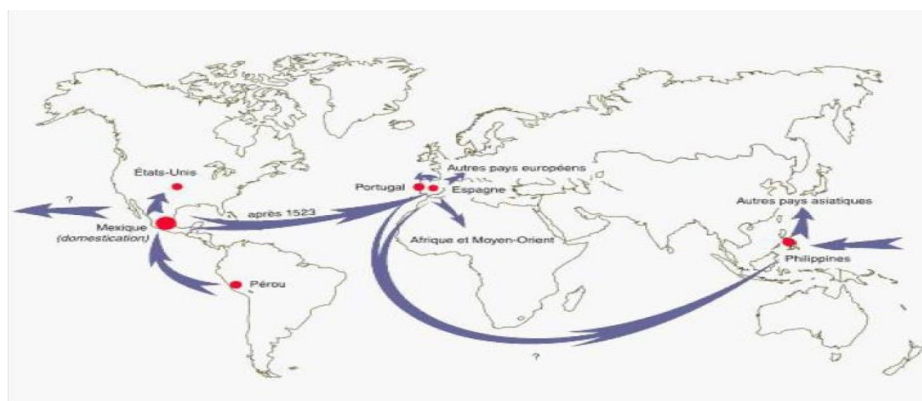 États-Unis
?
Mexique
(domestication)
après 1523
Pérou
Portugal
Autres pays européens
Espagne
Afrique et Moyen-Orient
?
Autres pays asiatiques
Philippines